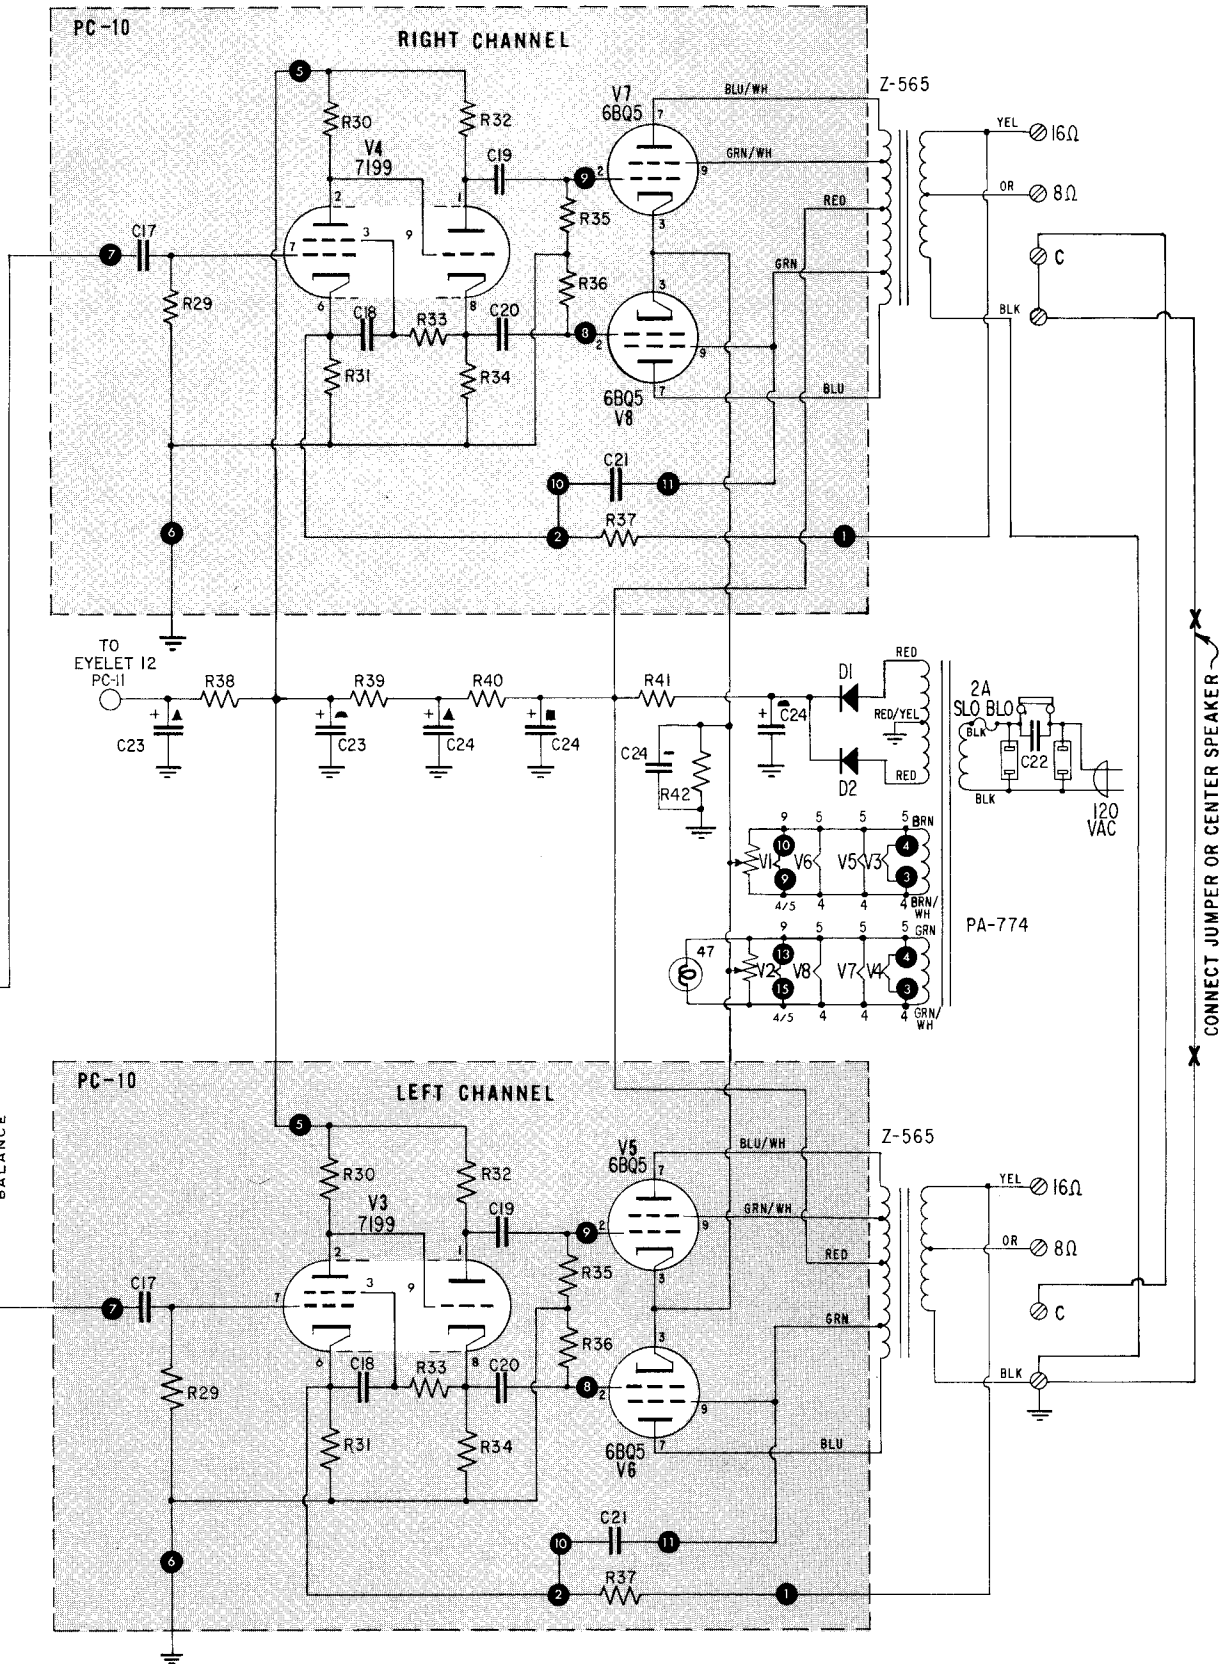 PC-10
RIGHT CHANNEL
5
R30
R32
V4
7199
C19
2
1
9
2
R35
3
9
7
C17
7
R29
6
8
C18
R33
C20
R36
8
2
R31
R34
V7
6BQ5
7
9
3
3
9
7
6BQ5
V8
BLU/WH
GRN/WH
RED
GRN
BLU
Z-565
YEL
16Ω
OR
8Ω
C
BLK
C21
10
11
R37
2
1
6
TO
EYELET 12
PC-11
R38
R39
R40
R41
+
C23
+
C23
+
C24
+
C24
C24
R42
+
C24
D1
D2
RED
RED/YEL
RED
2A
SLO BLO
BLK
C22
BLK
120
VAC
9
5
5
5
BRN
10
4
V1
V6
V5
V3
9
3
4/5
4
4
4
BRN/
WH
PA-774
9
5
5
5
GRN
47
13
4
V2
V8
V7
V4
15
3
4/5
4
4
4
GRN/
WH
CONNECT JUMPER OR CENTER SPEAKER
X
X
BALANCE
PC-10
LEFT CHANNEL
5
R30
R32
V3
7199
C19
2
1
9
2
R35
3
9
7
C17
7
R29
6
8
C18
R33
C20
R36
8
2
R31
R34
V5
6BQ5
7
9
3
3
9
7
6BQ5
V6
BLU/WH
GRN/WH
RED
GRN
BLU
Z-565
YEL
16Ω
OR
8Ω
C
BLK
C21
10
11
R37
2
1
6